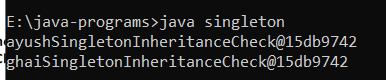 E:\java-programs>java singleton
ayushSingletonInheritanceCheck@15db9742
ghaiSingletonInheritanceCheck@15db9742